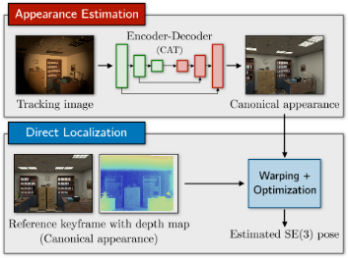 Appearance Estimation
Encoder-Decoder
(CAT)
Tracking image
Canonical appearance
Direct Localization
Warping +
Optimization
Reference keyframe with depth map
(Canonical appearance)
Estimated SE(3) pose